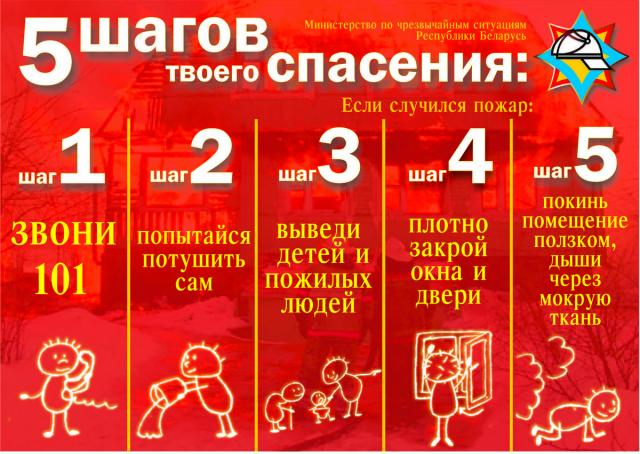 5 шагов
твоего спасения:
Министерство по чрезвычайным ситуациям
Республики Беларусь
Если случился пожар:
шаг 1
ЗВОНИ
101
шаг 2
попытайся
потушить
сам
шаг 3
выведи
детей и
пожилых
людей
шаг 4
плотно
закрой
окна и
двери
шаг 5
покинь
помещение
ползком,
дыши
через
мокрую
ткань